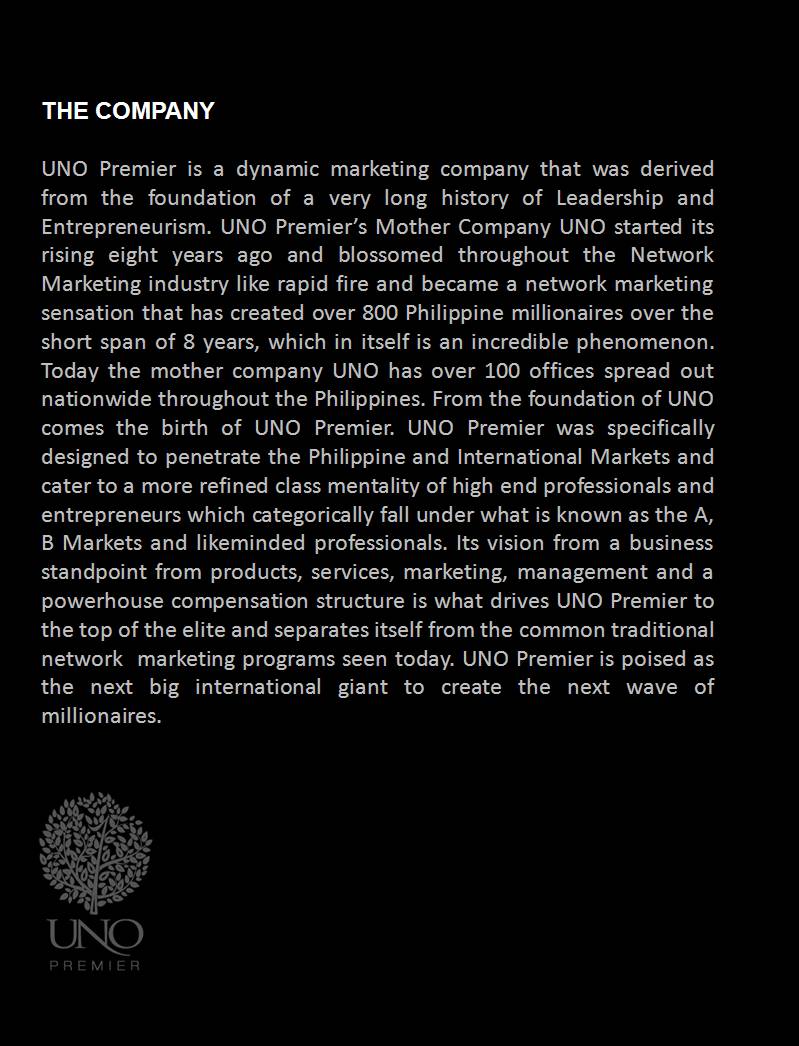 THE COMPANY
UNO Premier is a dynamic marketing company that was derived
from the foundation of a very long history of Leadership and
Entrepreneurism. UNO Premier’s Mother Company UNO started its
rising eight years ago and blossomed throughout the Network
Marketing industry like rapid fire and became a network marketing
sensation that has created over 800 Philippine millionaires over the
short span of 8 years, which in itself is an incredible phenomenon.
Today the mother company UNO has over 100 offices spread out
nationwide throughout the Philippines. From the foundation of UNO
comes the birth of UNO Premier. UNO Premier was specifically
designed to penetrate the Philippine and International Markets and
cater to a more refined class mentality of high end professionals and
entrepreneurs which categorically fall under what is known as the A,
B Markets and likeminded professionals. Its vision from a business
standpoint from products, services, marketing, management and a
powerhouse compensation structure is what drives UNO Premier to
the top of the elite and separates itself from the common traditional
network marketing programs seen today. UNO Premier is poised as
the next big international giant to create the next wave of
millionaires.
UNO
PREMIER